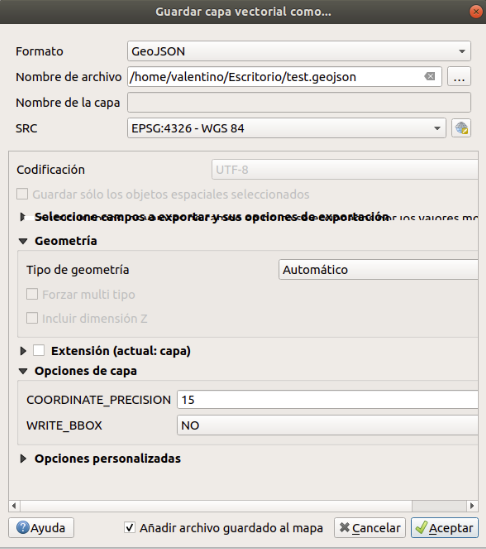 Guardar capa vectorial como...
Formato GeoJSON
Nombre de archivo /home/valentino/Escritorio/test.geojson ...
Nombre de la capa
SRC EPSG:4326 - WGS 84
Codificación UTF-8
Guardar sólo los objetos espaciales seleccionados
Seleccione campos a exportar y sus opciones de exportación
Geometría
Tipo de geometría Automático
Forzar multi tipo
Incluir dimensión Z
Extensión (actual: capa)
Opciones de capa
COORDINATE_PRECISION 15
WRITE_BBOX NO
Opciones personalizadas
Ayuda Añadir archivo guardado al mapa Cancelar Aceptar